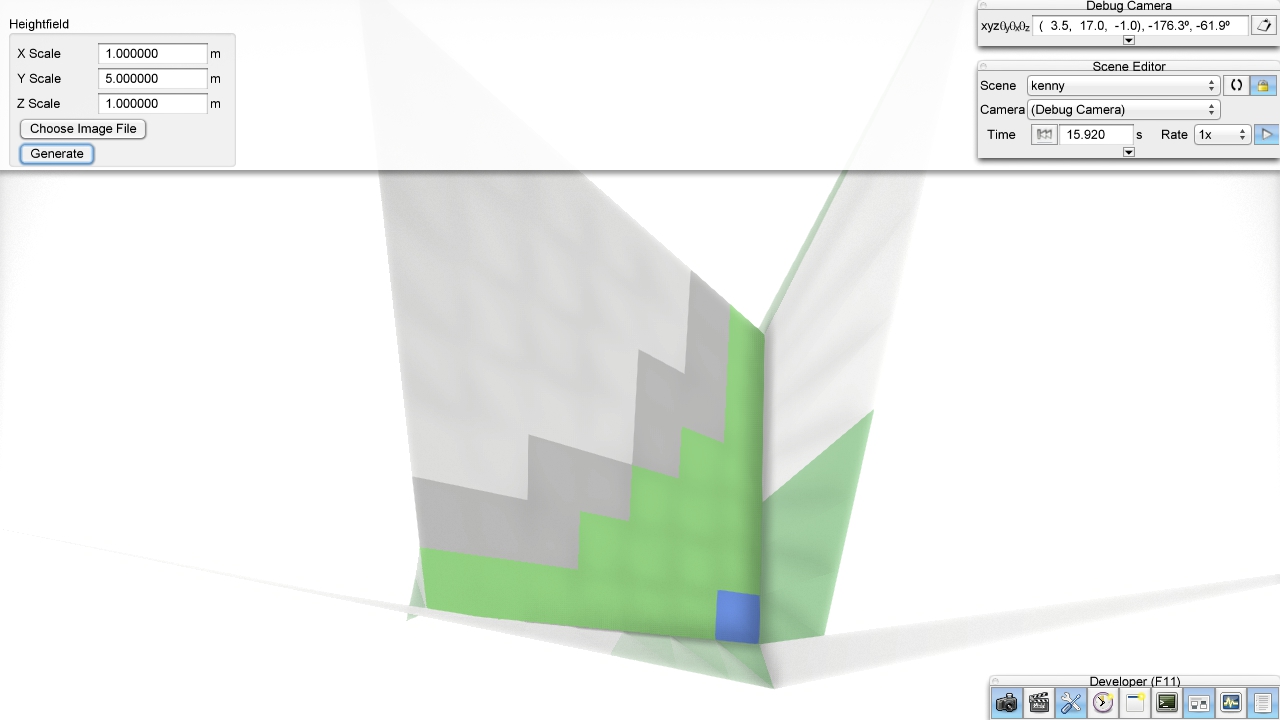 Heightfield
X Scale 1.000000 m
Y Scale 5.000000 m
Z Scale 1.000000 m
Choose Image File
Generate
Debug Camera
( 3.5, 17.0, -1.0), -176.3º, -61.9º
Scene Editor
Scene kenny
Camera (Debug Camera)
Time 15.920 s Rate 1x
Developer (F11)